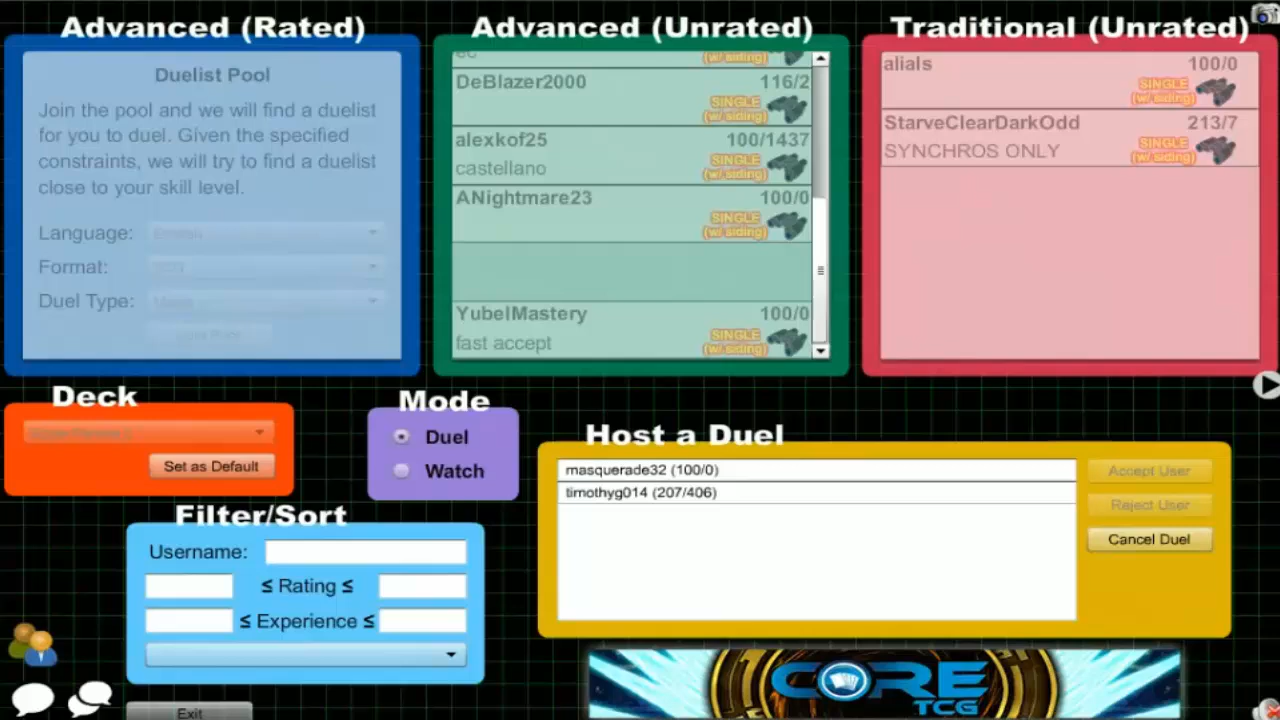 Advanced (Rated)
Duelist Pool
Join the pool and we will find a duelist
for you to duel. Given the specified
constraints, we will try to find a duelist
close to your skill level.
Language:
Format:
Duel Type:
Advanced (Unrated)
(w/ siding)
DeBlazer2000 116/2
SINGLE
(w/ siding)
alexkof25 100/1437
castellano SINGLE
(w/ siding)
ANightmare23 100/0
SINGLE
(w/ siding)
YubelMastery 100/0
fast accept SINGLE
(w/ siding)
Traditional (Unrated)
alials 100/0
SINGLE
(w/ siding)
StarveClearDarkOdd 213/7
SYNCHROS ONLY SINGLE
(w/ siding)
Deck
Set as Default
Mode
Duel
Watch
Filter/Sort
Username:
≤ Rating ≤
≤ Experience ≤
Host a Duel
masquerade32 (100/0)
timothyg014 (207/406)
Accept User
Reject User
Cancel Duel
Exit
CORE
TCG